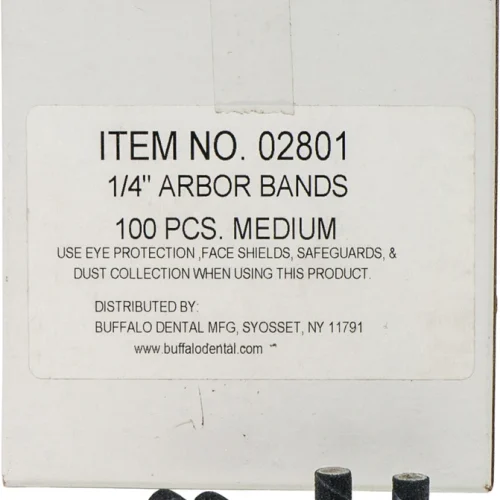 ITEM NO. 02801
1/4" ARBOR BANDS
100 PCS. MEDIUM
USE EYE PROTECTION ,FACE SHIELDS, SAFEGUARDS, &
DUST COLLECTION WHEN USING THIS PRODUCT.
DISTRIBUTED BY:
BUFFALO DENTAL MFG, SYOSSET, NY 11791
www.buffalodental.com